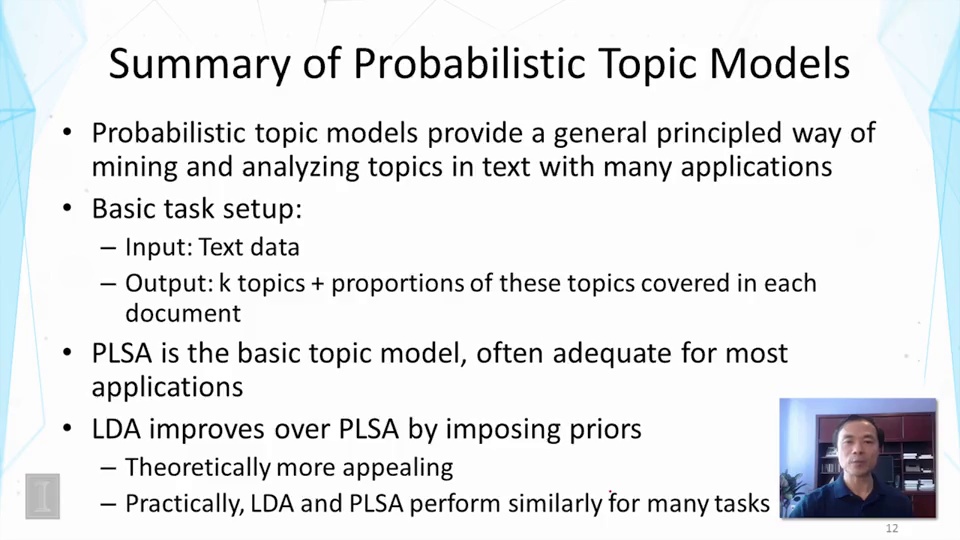 Summary of Probabilistic Topic Models
• Probabilistic topic models provide a general principled way of
mining and analyzing topics in text with many applications
• Basic task setup:
– Input: Text data
– Output: k topics + proportions of these topics covered in each
document
• PLSA is the basic topic model, often adequate for most
applications
• LDA improves over PLSA by imposing priors
– Theoretically more appealing
– Practically, LDA and PLSA perform similarly for many tasks
I
12